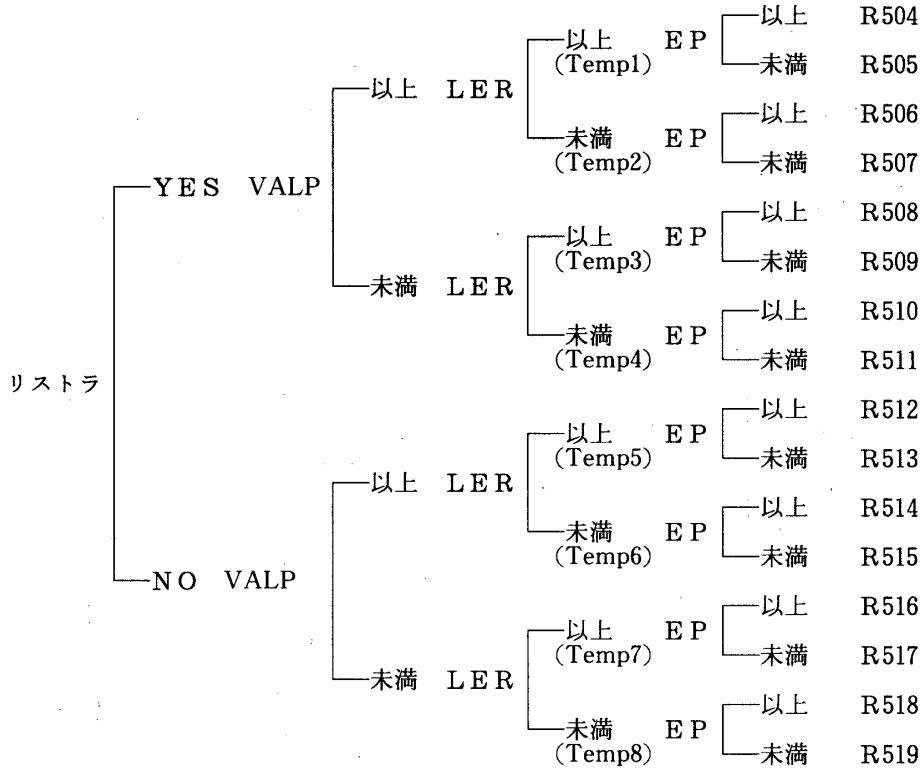 以上 R504
以上 EP
(Temp1) 未満 R505
以上 LER
以上 R506
未満 EP
(Temp2) 未満 R507
YES VALP
以上 R508
以上 EP
(Temp3) 未満 R509
未満 LER
以上 R510
未満 EP
(Temp4) 未満 R511
リストラ
以上 R512
以上 EP
(Temp5) 未満 R513
以上 LER
以上 R514
未満 EP
(Temp6) 未満 R515
NO VALP
以上 R516
以上 EP
(Temp7) 未満 R517
未満 LER
以上 R518
未満 EP
(Temp8) 未満 R519